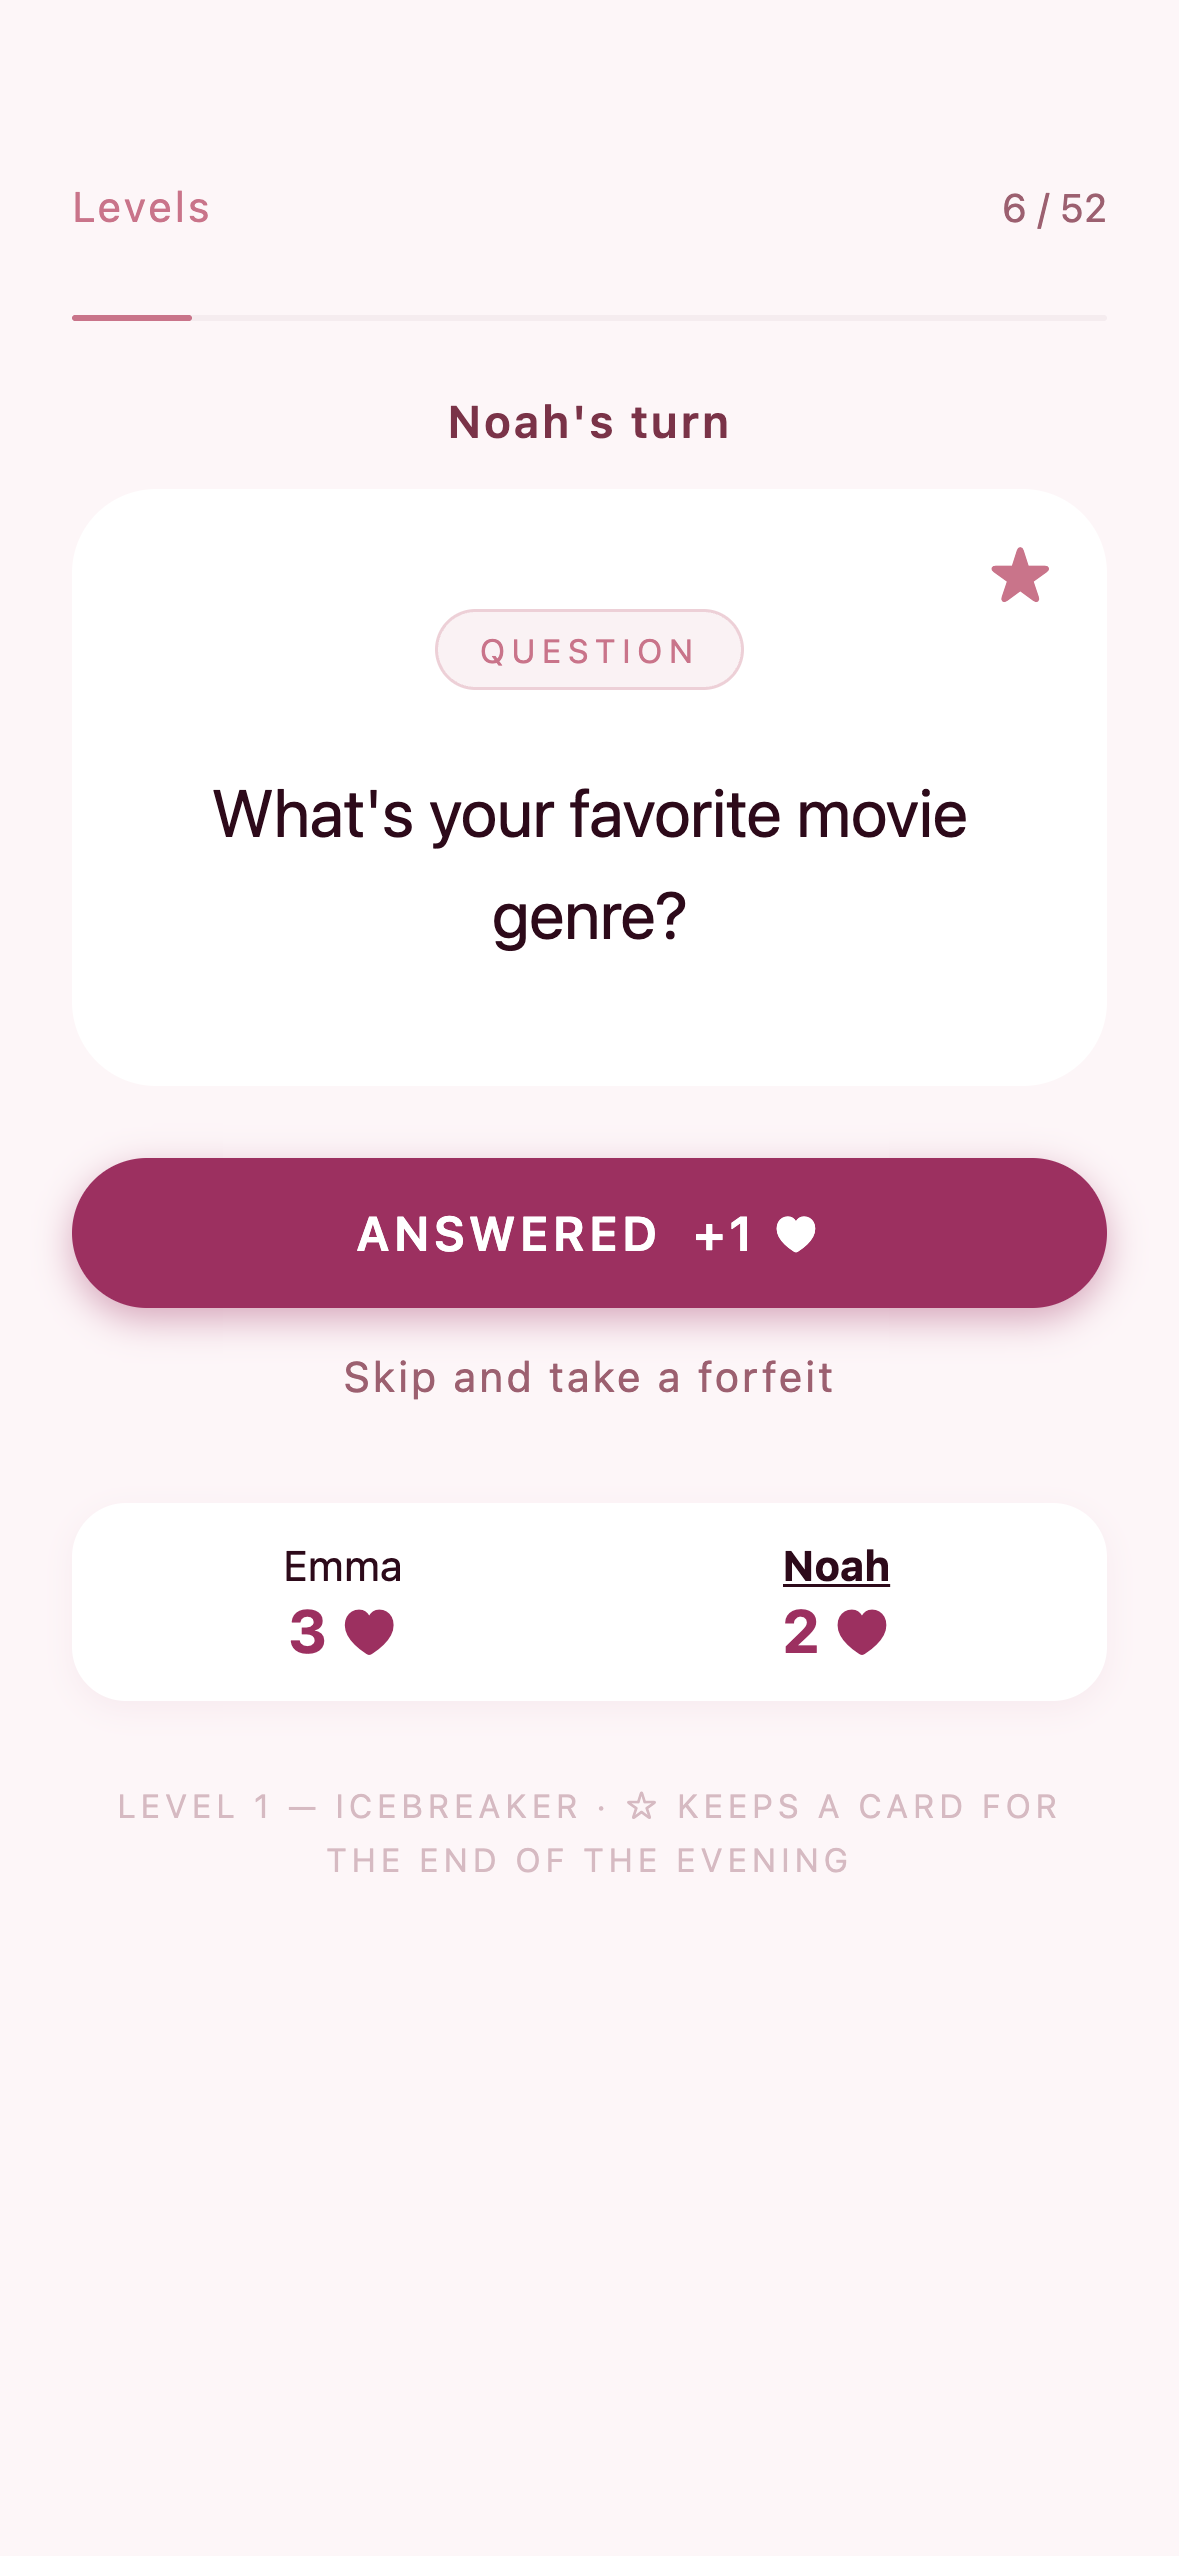 Levels
6 / 52
Noah's turn
QUESTION
What's your favorite movie
genre?
ANSWERED +1
Skip and take a forfeit
Emma
3
Noah
2
LEVEL 1 — ICEBREAKER · ☆ KEEPS A CARD FOR
THE END OF THE EVENING